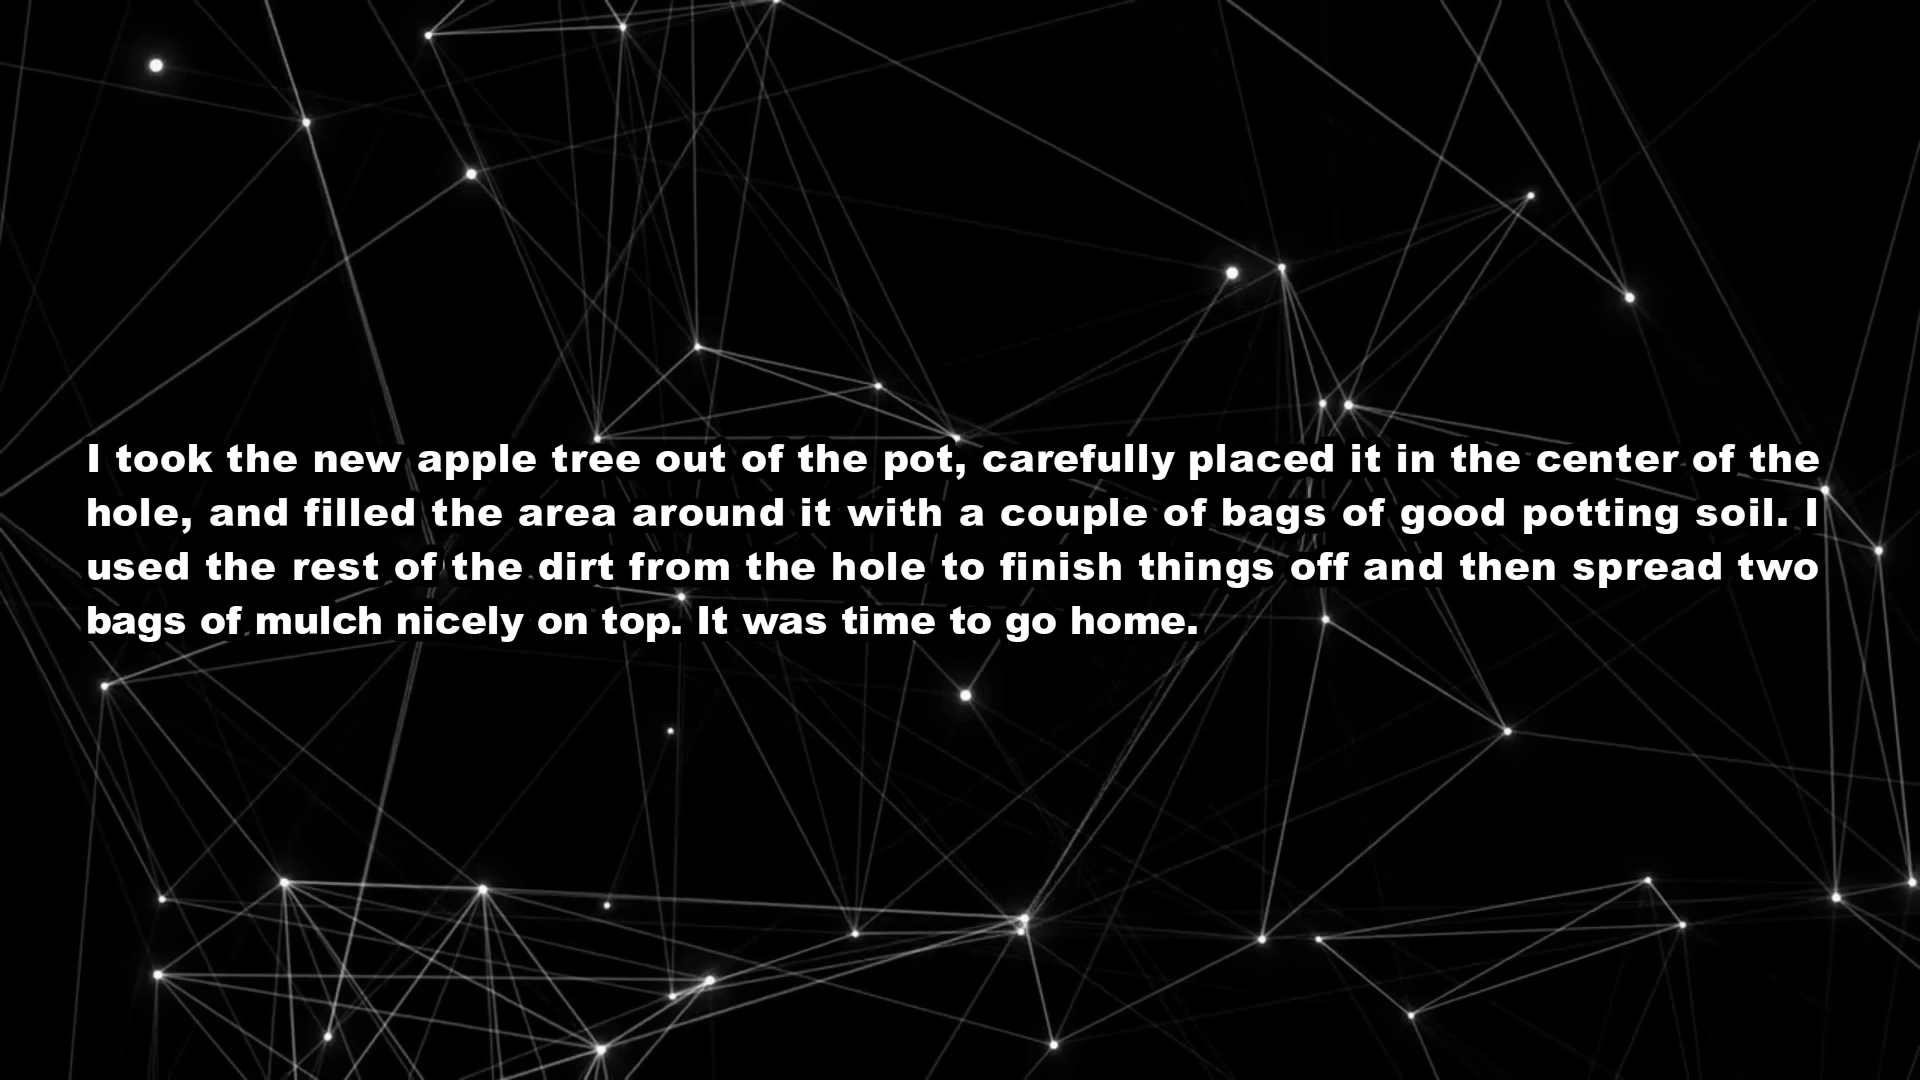 I took the new apple tree out of the pot, carefully placed it in the center of the
hole, and filled the area around it with a couple of bags of good potting soil. I
used the rest of the dirt from the hole to finish things off and then spread two
bags of mulch nicely on top. It was time to go home.